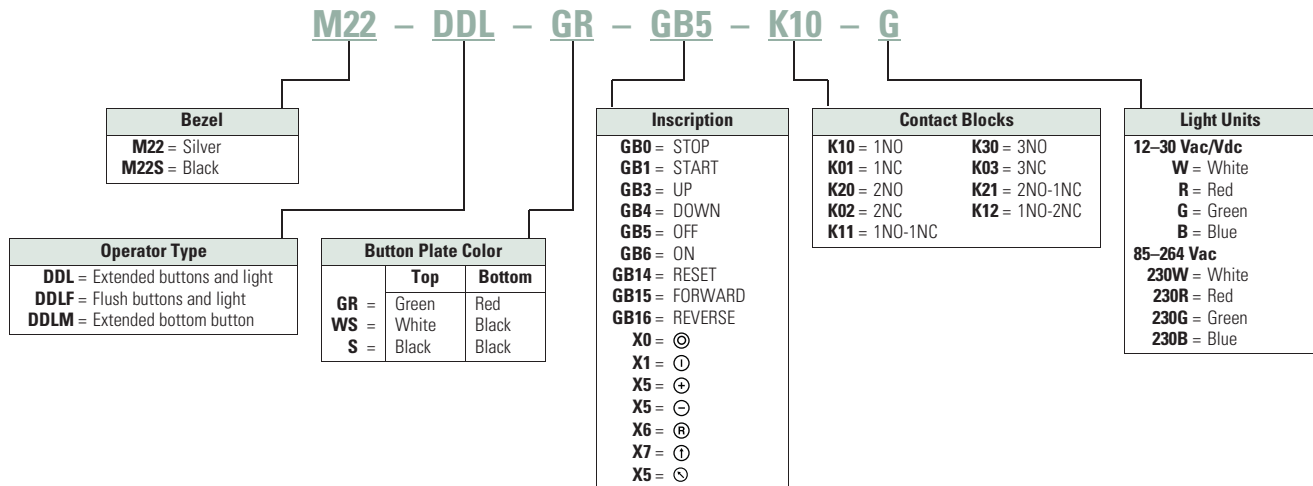 M22 – DDL – GR – GB5 – K10 – G
Bezel
M22 = Silver
M22S = Black
Operator Type
DDL = Extended buttons and light
DDLF = Flush buttons and light
DDLM = Extended bottom button
Button Plate Color
Top Bottom
GR = Green Red
WS = White Black
S = Black Black
Inscription
GB0 = STOP
GB1 = START
GB3 = UP
GB4 = DOWN
GB5 = OFF
GB6 = ON
GB14 = RESET
GB15 = FORWARD
GB16 = REVERSE
X0 = Ⓞ
X1 = ⓵
X5 = ⊕
X5 = ⊖
X6 = Ⓡ
X7 =
X5 =
Contact Blocks
K10 = 1NO K30 = 3NO
K01 = 1NC K03 = 3NC
K20 = 2NO K21 = 2NO-1NC
K02 = 2NC K12 = 1NO-2NC
K11 = 1NO-1NC
Light Units
12–30 Vac/Vdc
W = White
R = Red
G = Green
B = Blue
85–264 Vac
230W = White
230R = Red
230G = Green
230B = Blue